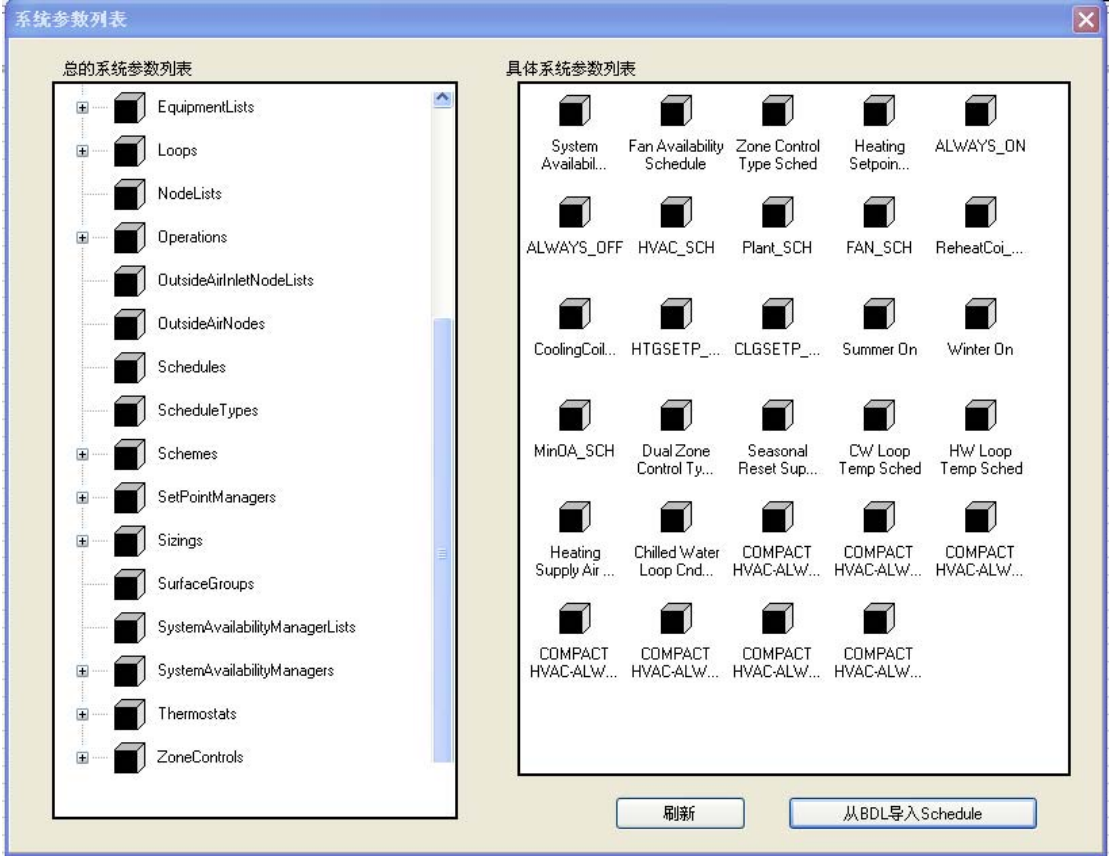 系统参数列表
总的系统参数列表
EquipmentLists
Loops
NodeLists
Operations
OutsideAirInletNodeLists
OutsideAirNodes
Schedules
ScheduleTypes
Schemes
SetPointManagers
Sizings
SurfaceGroups
SystemAvailabilityManagerLists
SystemAvailabilityManagers
Thermostats
ZoneControls
具体系统参数列表
System
Availabil...
Fan Availability
Schedule
Zone Control
Type Sched
Heating
Setpoin...
ALWAYS_ON
ALWAYS_OFF
HVAC_SCH
Plant_SCH
FAN_SCH
ReheatCoi_...
CoolingCoil...
HTGSETP_...
CLGSETP_...
Summer On
Winter On
MinOA_SCH
Dual Zone
Control Ty...
Seasonal
Reset Sup...
CW Loop
Temp Sched
HW Loop
Temp Sched
Heating
Supply Air ...
Chilled Water
Loop Cnd...
COMPACT
HVAC-ALW...
COMPACT
HVAC-ALW...
COMPACT
HVAC-ALW...
COMPACT
HVAC-ALW...
COMPACT
HVAC-ALW...
COMPACT
HVAC-ALW...
COMPACT
HVAC-ALW...
刷新
从BDL导入Schedule